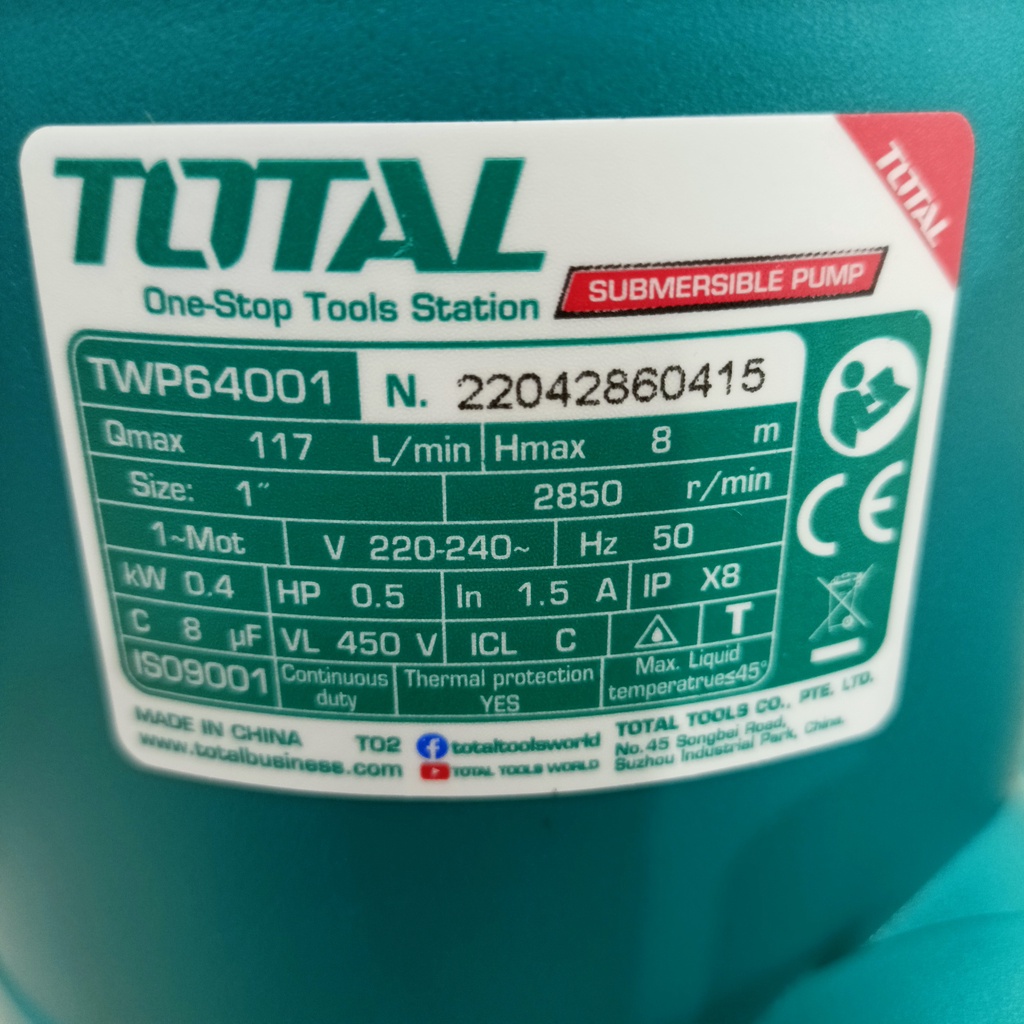 TOTAL
TOTAL
One-Stop Tools Station
SUBMERSIBLE PUMP
TWP64001 N. 22042860415
Qmax 117 L/min Hmax 8 m
Size: 1″ 2850 r/min
1~Mot V 220-240~ Hz 50
kW 0.4 HP 0.5 In 1.5 A IP X8
C 8 µF VL 450 V ICL C T
ISO9001 Continuous duty Thermal protection YES Max. Liquid temperatrue≤45°
CE
MADE IN CHINA TO2 totaltoolsworld TOTAL TOOLS CO., PTE. LTD.
www.totalbusiness.com TOTAL TOOLS WORLD No.45 Songbei Road,
Suzhou Industrial Park, China.